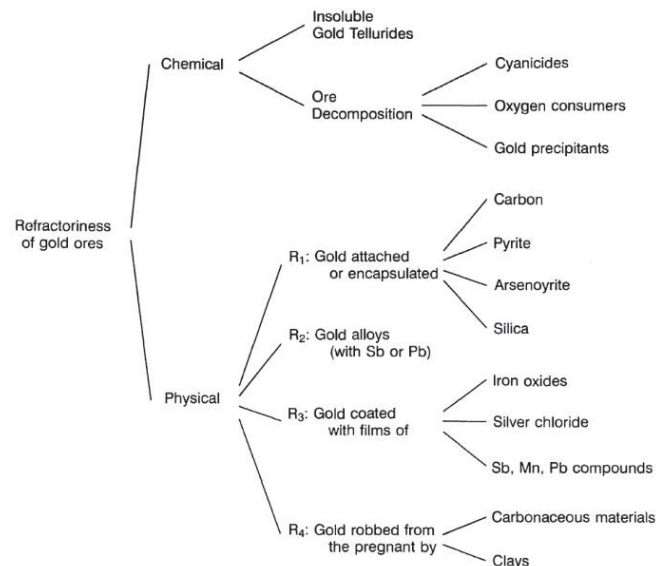 Insoluble
Gold Tellurides
Chemical
Cyanicides
Ore
Decomposition
Oxygen consumers
Gold precipitants
Refractoriness
of gold ores
Carbon
R₁: Gold attached
or encapsulated
Pyrite
Arsenoyrite
Silica
R₂: Gold alloys
(with Sb or Pb)
Physical
Iron oxides
R₃: Gold coated
with films of
Silver chloride
Sb, Mn, Pb compounds
R₄: Gold robbed from
the pregnant by
Carbonaceous materials
Clays